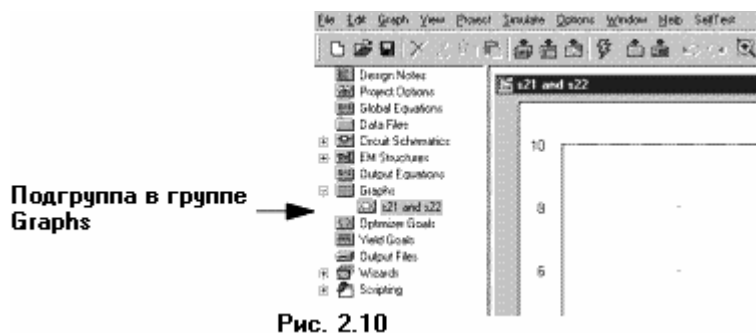 File Edit Graph View Project Simulate Options Window Help SelfTest
Design Notes
Project Options
s21 and s22
Global Equations
Data Files
Circuit Schematics
10
EM Structures
Output Equations
Подгруппа в группе
Graphs
Graphs
s21 and s22
8
Optimizer Goals
Yield Goals
Output Files
Wizards
6
Scripting
Рис. 2.10